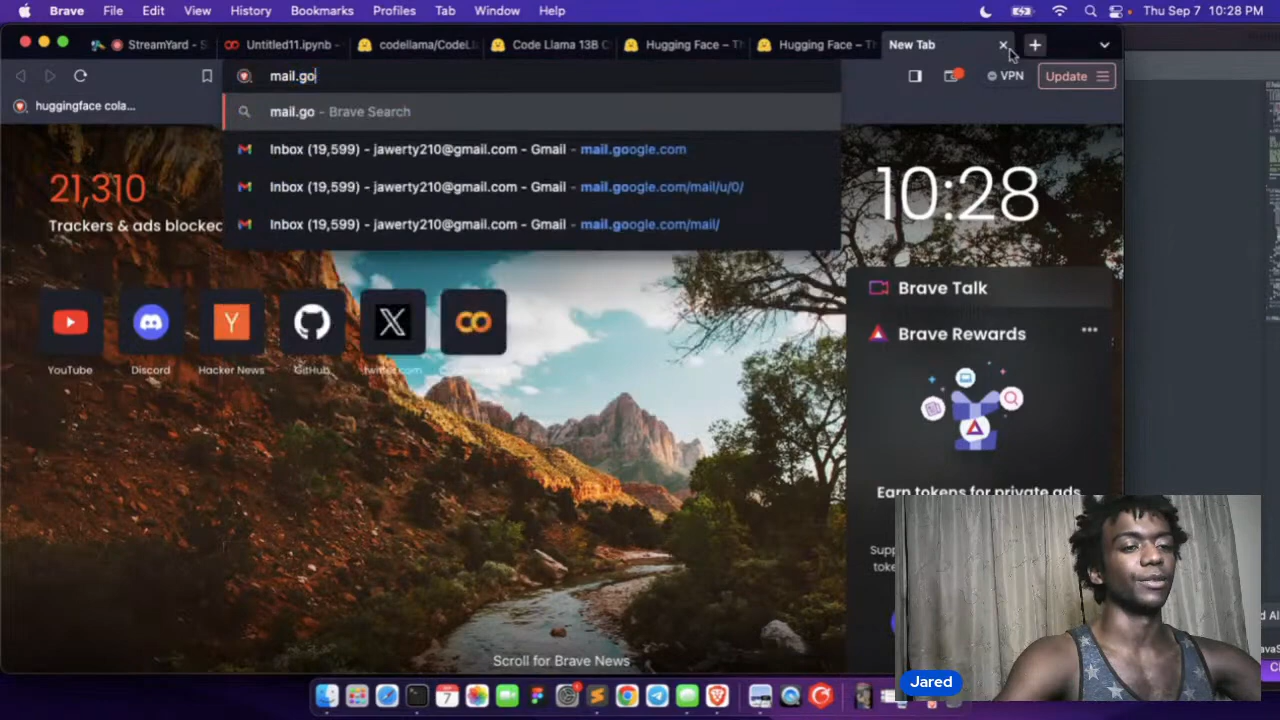 Brave File Edit View History Bookmarks Profiles Tab Window Help
Thu Sep 7 10:28 PM
StreamYard - S
Untitled11.ipynb -
codellama/CodeLl
Code Llama 13B C
Hugging Face – Th
Hugging Face – Th
New Tab
mail.go
VPN
Update
huggingface cola...
mail.go - Brave Search
Inbox (19,599) - jawerty210@gmail.com - Gmail - mail.google.com
Inbox (19,599) - jawerty210@gmail.com - Gmail - mail.google.com/mail/u/0/
Inbox (19,599) - jawerty210@gmail.com - Gmail - mail.google.com/mail/
21,310
Trackers & ads blocked
10:28
YouTube
Discord
Hacker News
GitHub
twitter.com
Brave Talk
Brave Rewards
Earn tokens for private ads
Scroll for Brave News
Jared